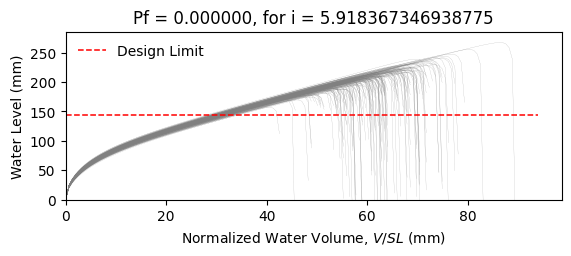 Pf = 0.000000, for i = 5.918367346938775
Water Level (mm)
250
200
150
100
50
0
Design Limit
0 20 40 60 80
Normalized Water Volume, V/SL (mm)